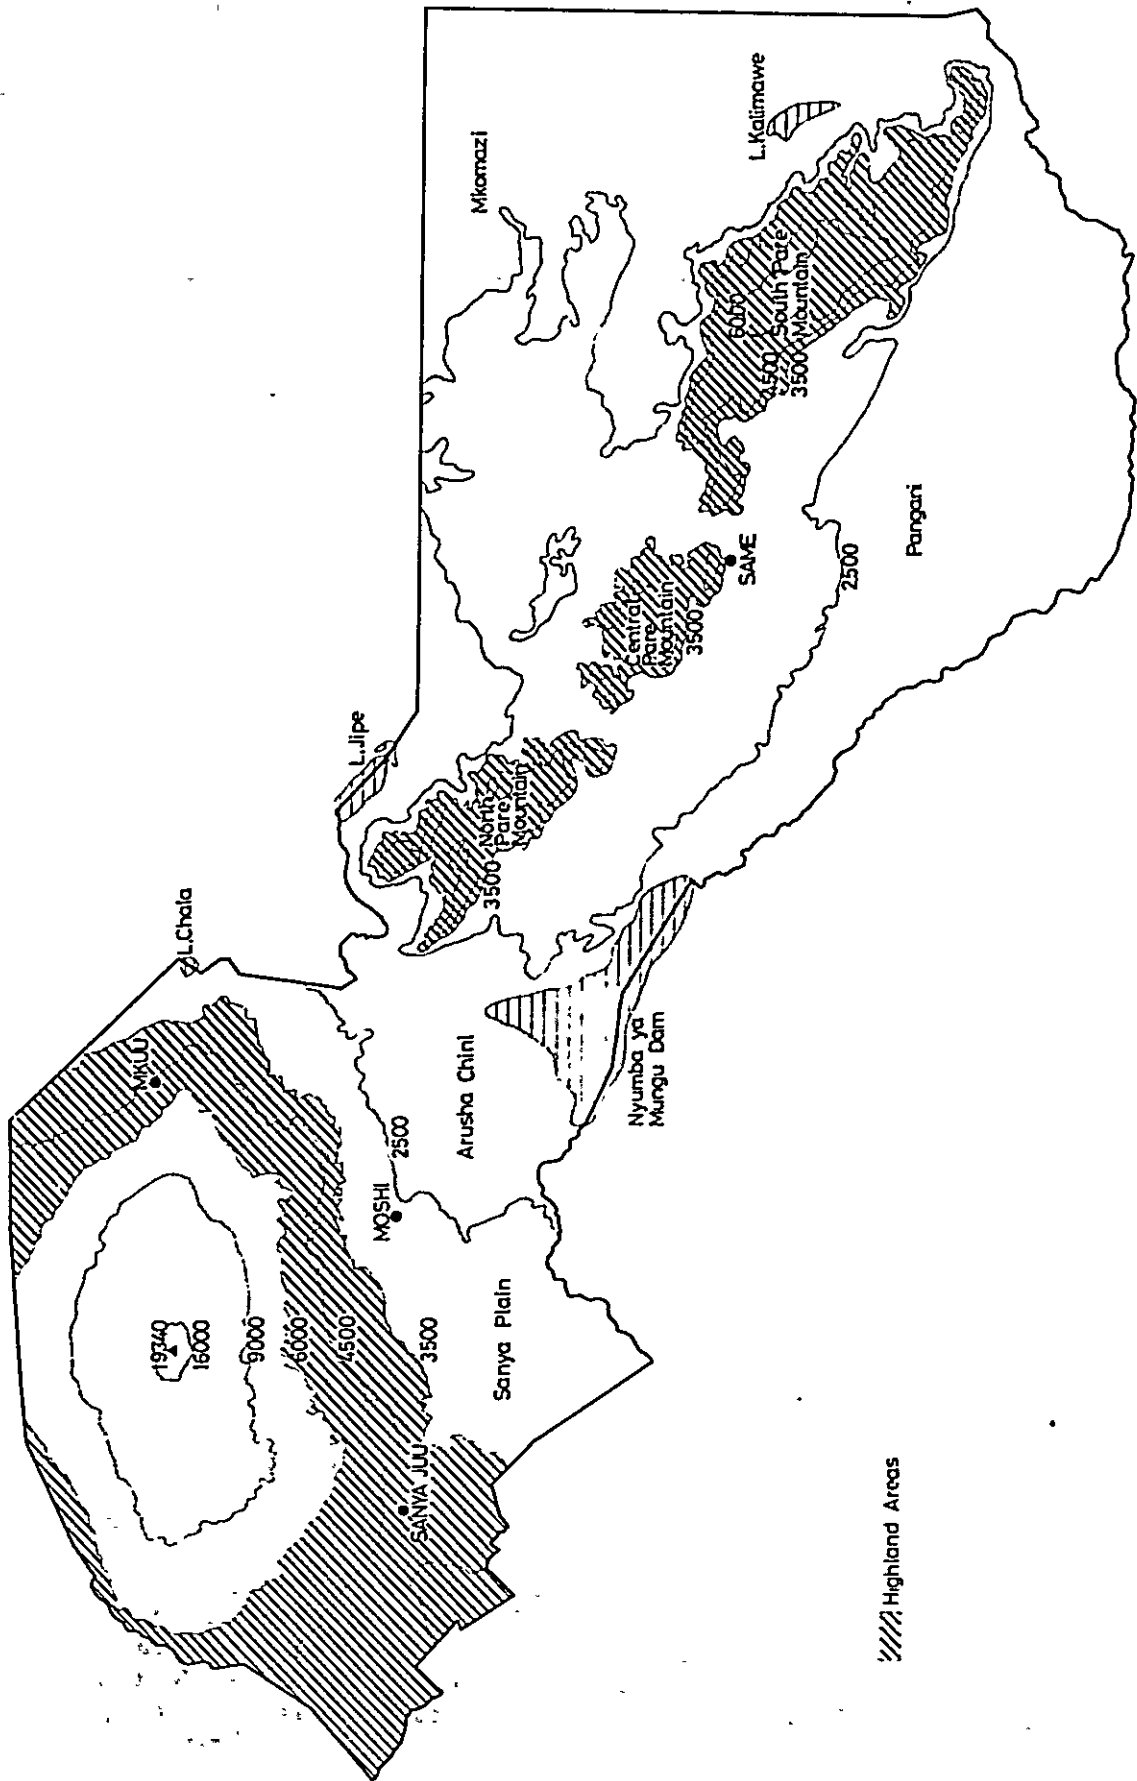 19340
16000
9000
6000
4500
3500
SANYA JUU
Sanya Plain
MOSHI
2500
MKUU
L.Chala
Arusha Chini
Nyumba ya
Mungu Dam
L.Jipe
3500
North
Pare
Mountain
Central
Pare
Mountain
3500
SAME
2500
Pangani
Mkomazi
L.Kalimawe
6000
4500
3500
South Pare
Mountain
Highland Areas